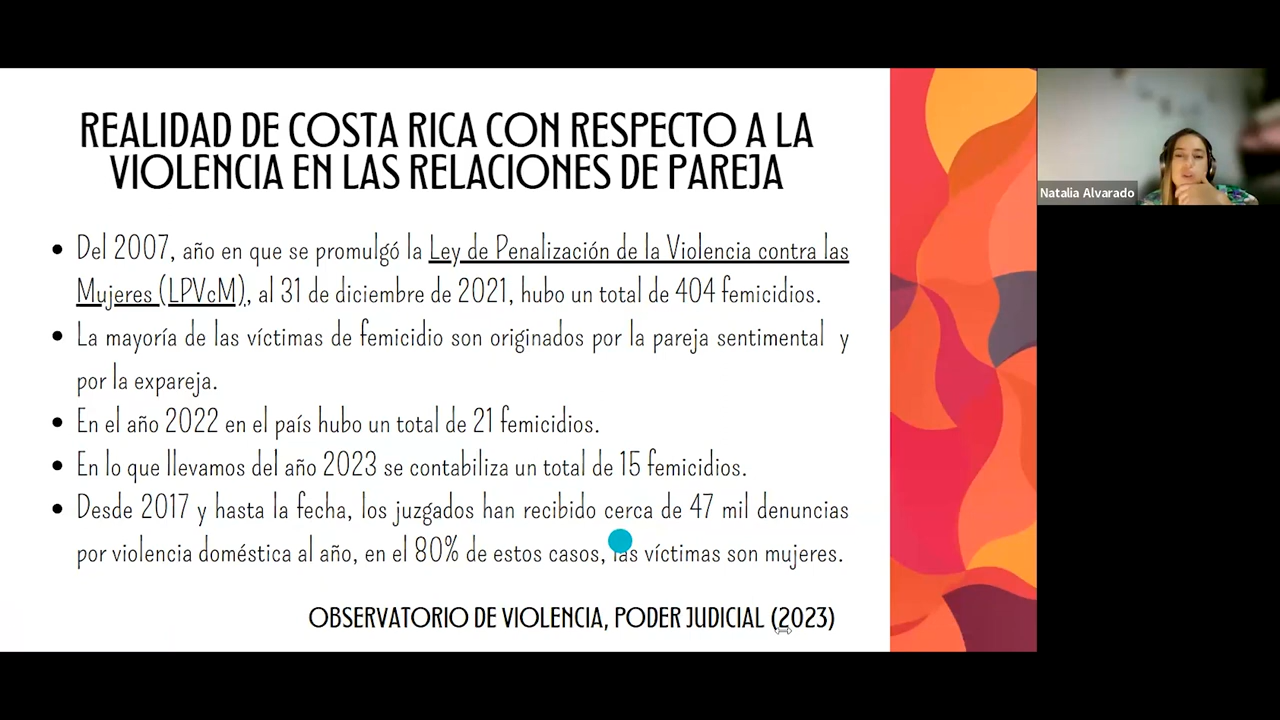 REALIDAD DE COSTA RICA CON RESPECTO A LA
VIOLENCIA EN LAS RELACIONES DE PAREJA
Natalia Alvarado
• Del 2007, año en que se promulgó la Ley de Penalización de la Violencia contra las
Mujeres (LPVcM), al 31 de diciembre de 2021, hubo un total de 404 femicidios.
• La mayoría de las víctimas de femicidio son originados por la pareja sentimental y
por la expareja.
• En el año 2022 en el país hubo un total de 21 femicidios.
• En lo que llevamos del año 2023 se contabiliza un total de 15 femicidios.
• Desde 2017 y hasta la fecha, los juzgados han recibido cerca de 47 mil denuncias
por violencia doméstica al año, en el 80% de estos casos, las víctimas son mujeres.
OBSERVATORIO DE VIOLENCIA, PODER JUDICIAL (2023)